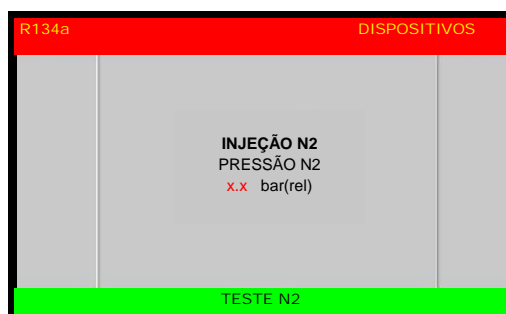 R134a DISPOSITIVOS
INJEÇÃO N2
PRESSÃO N2
x.x bar(rel)
TESTE N2